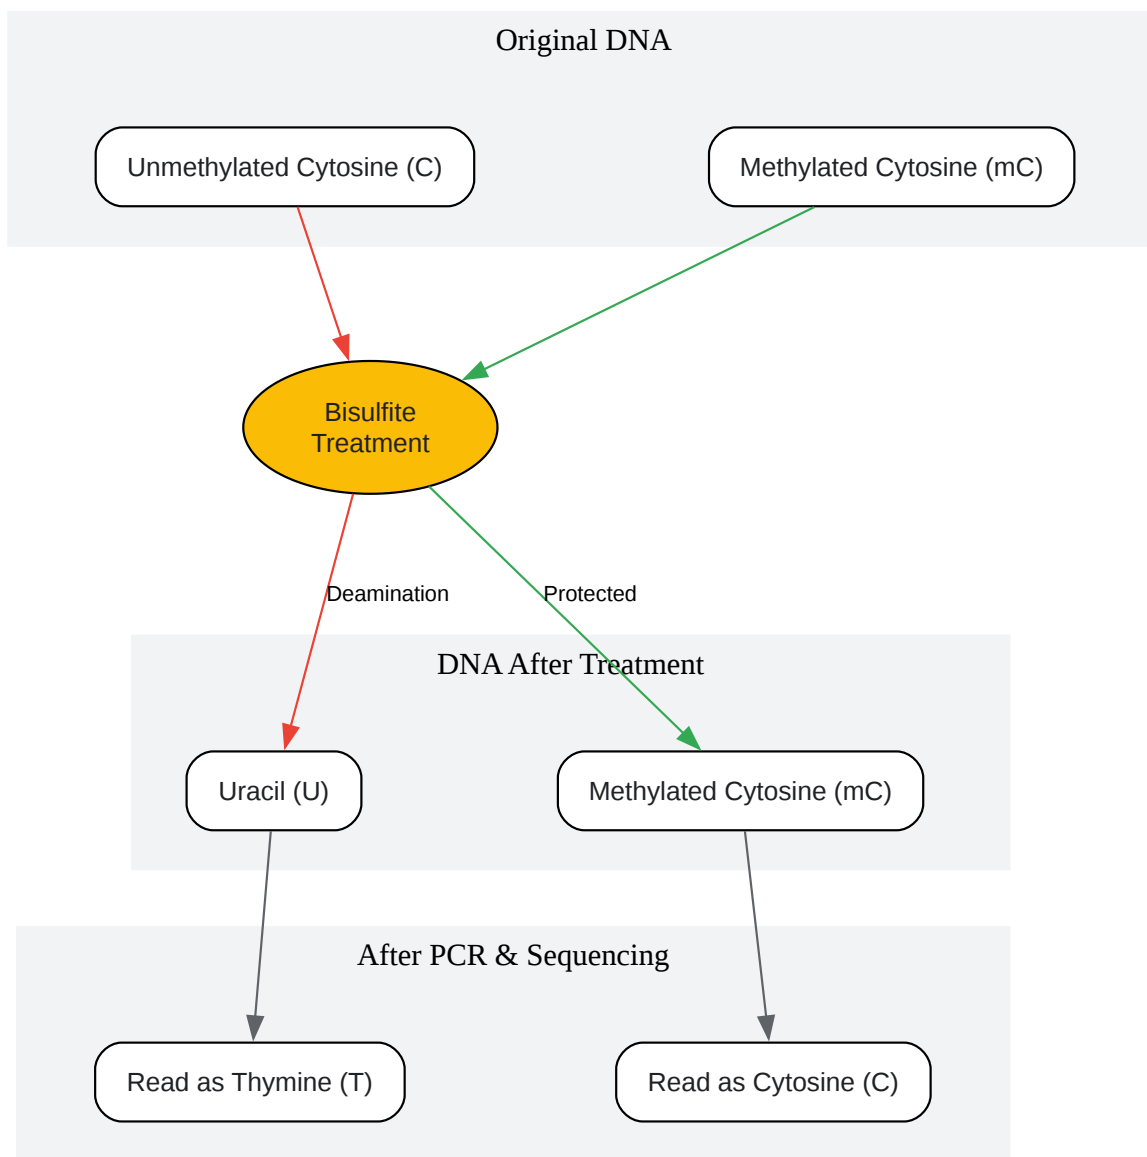 Original DNA
Unmethylated Cytosine (C)
Methylated Cytosine (mC)
Bisulfite
Treatment
Deamination
Protected
DNA After Treatment
Uracil (U)
Methylated Cytosine (mC)
After PCR & Sequencing
Read as Thymine (T)
Read as Cytosine (C)